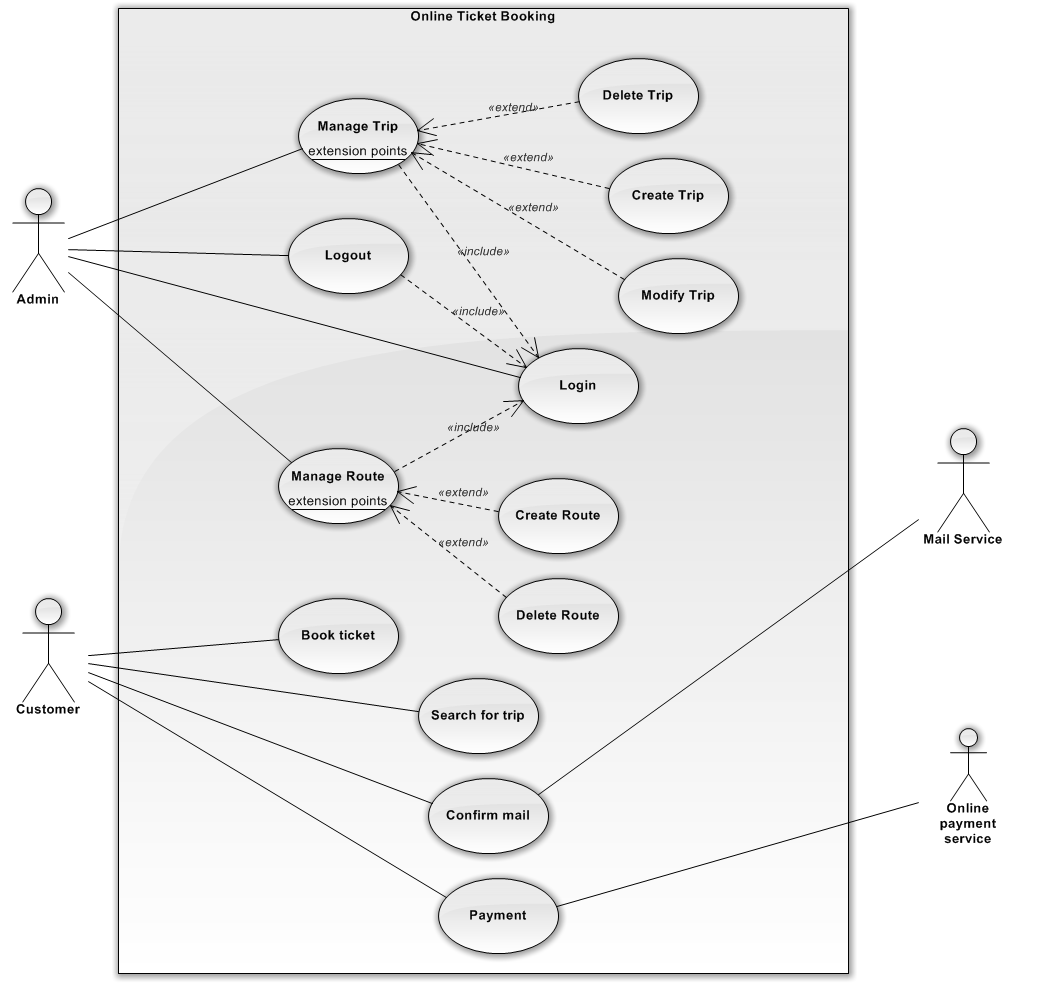 Online Ticket Booking
Delete Trip
«extend»
Manage Trip
extension points
«extend»
Create Trip
«extend»
Logout
«include»
Modify Trip
Admin
«include»
Login
«include»
Manage Route
extension points
«extend»
Create Route
Mail Service
«extend»
Delete Route
Book ticket
Customer
Search for trip
Confirm mail
Online
payment
service
Payment